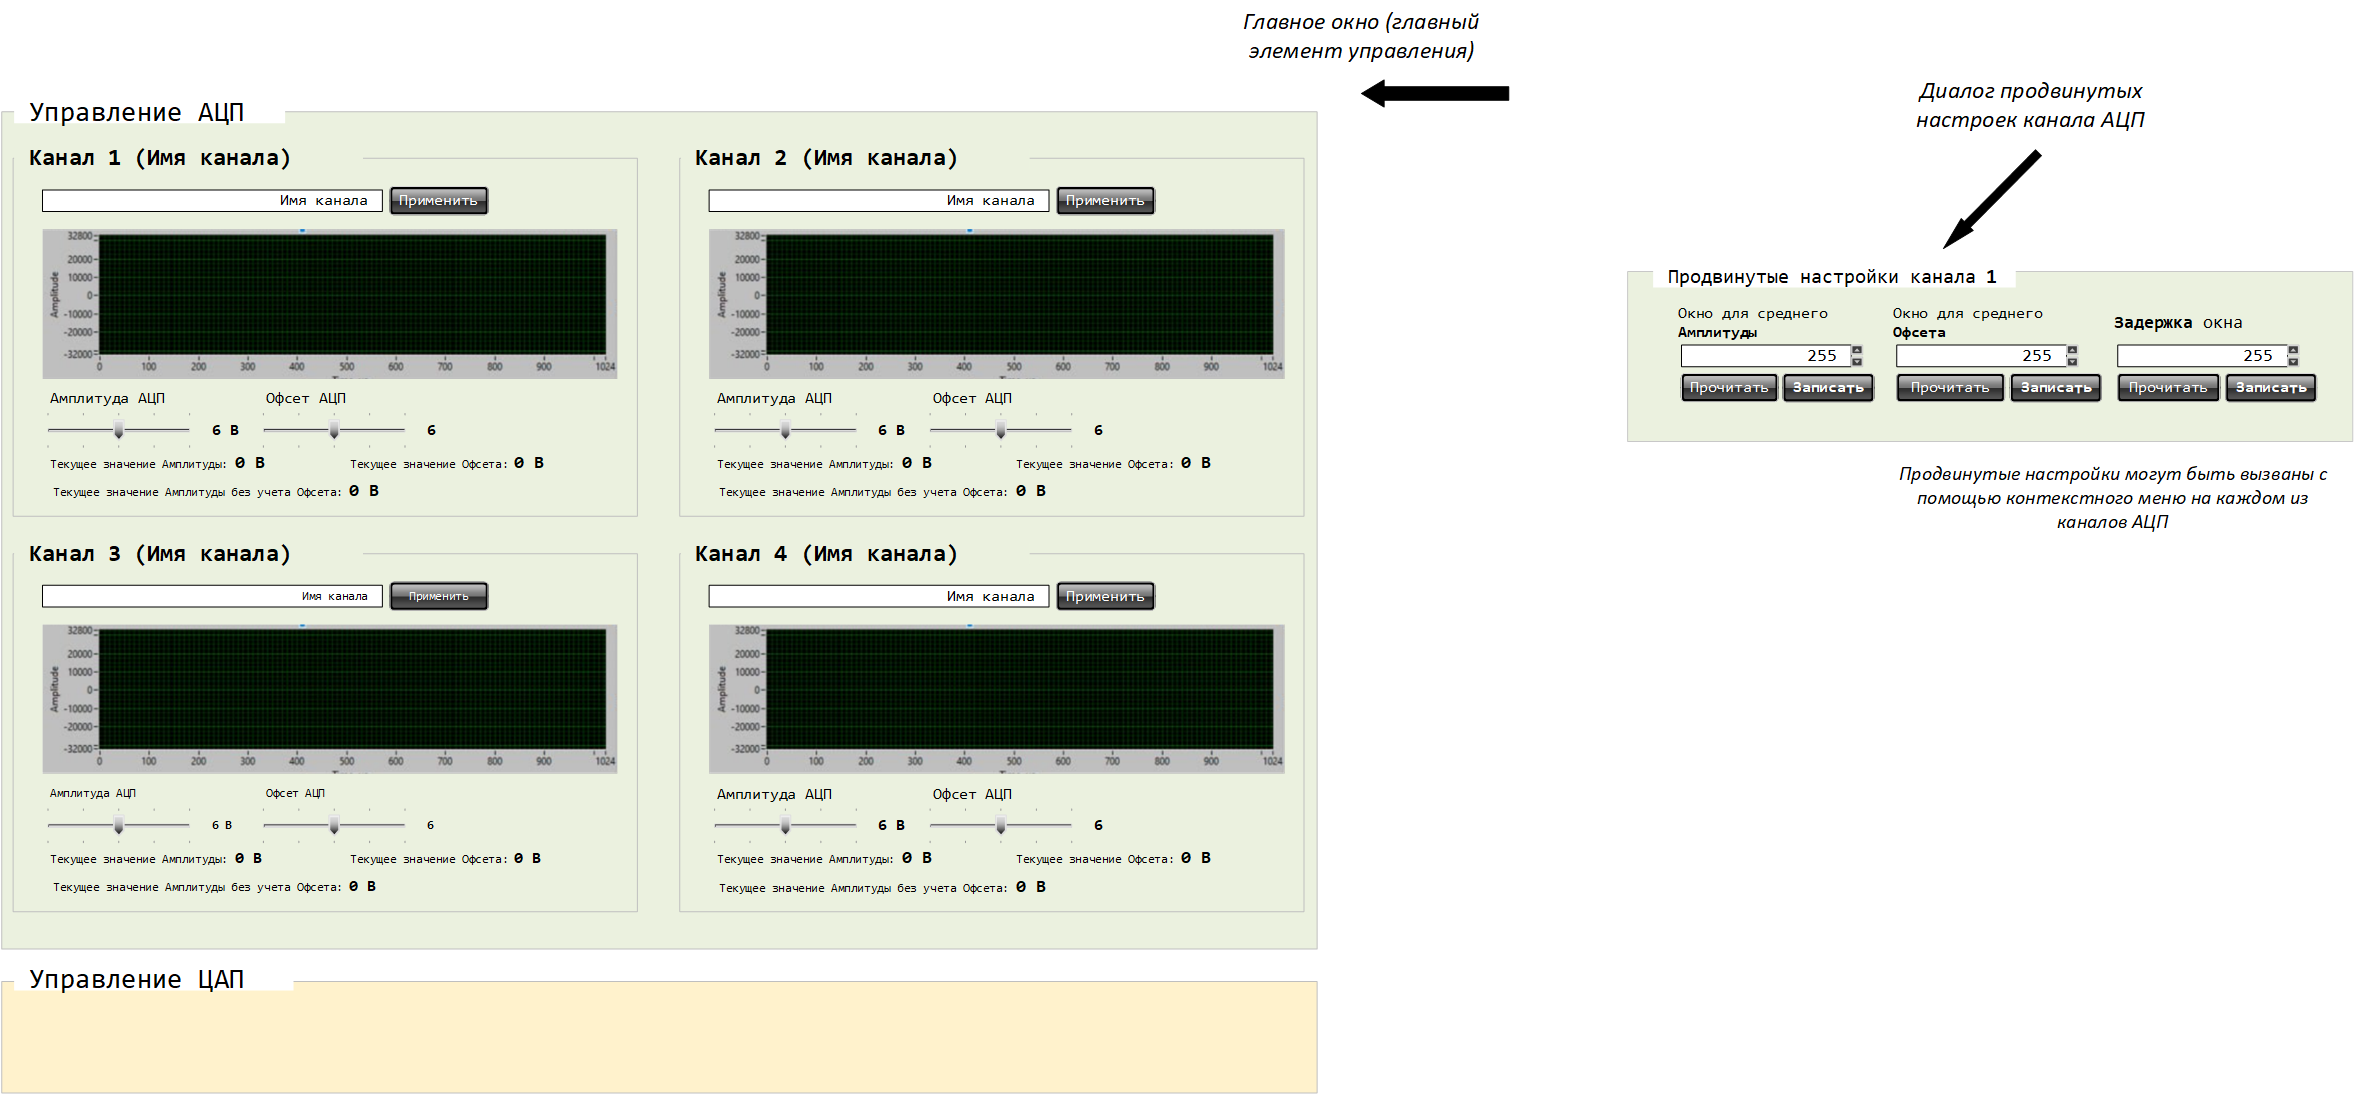 Главное окно (главный
элемент управления)
Диалог продвинутых
настроек канала АЦП
Управление АЦП
Канал 1 (Имя канала)
Имя канала Применить
32800
20000
10000
0
-10000
-20000
-32000
Amplitude
0 100 200 300 400 500 600 700 800 900 1024
Амплитуда АЦП Офсет АЦП
6 В 6
Текущее значение Амплитуды: 0 В Текущее значение Офсета: 0 В
Текущее значение Амплитуды без учета Офсета: 0 В
Канал 2 (Имя канала)
Имя канала Применить
32800
20000
10000
0
-10000
-20000
-32000
Amplitude
0 100 200 300 400 500 600 700 800 900 1024
Амплитуда АЦП Офсет АЦП
6 В 6
Текущее значение Амплитуды: 0 В Текущее значение Офсета: 0 В
Текущее значение Амплитуды без учета Офсета: 0 В
Канал 3 (Имя канала)
Имя канала Применить
32800
20000
10000
0
-10000
-20000
-32000
Amplitude
0 100 200 300 400 500 600 700 800 900 1024
Амплитуда АЦП Офсет АЦП
6 В 6
Текущее значение Амплитуды: 0 В Текущее значение Офсета: 0 В
Текущее значение Амплитуды без учета Офсета: 0 В
Канал 4 (Имя канала)
Имя канала Применить
32800
20000
10000
0
-10000
-20000
-32000
Amplitude
0 100 200 300 400 500 600 700 800 900 1024
Амплитуда АЦП Офсет АЦП
6 В 6
Текущее значение Амплитуды: 0 В Текущее значение Офсета: 0 В
Текущее значение Амплитуды без учета Офсета: 0 В
Управление ЦАП
Продвинутые настройки канала 1
Окно для среднего
Амплитуды
255
Прочитать Записать
Окно для среднего
Офсета
255
Прочитать Записать
Задержка окна
255
Прочитать Записать
Продвинутые настройки могут быть вызваны с
помощью контекстного меню на каждом из
каналов АЦП